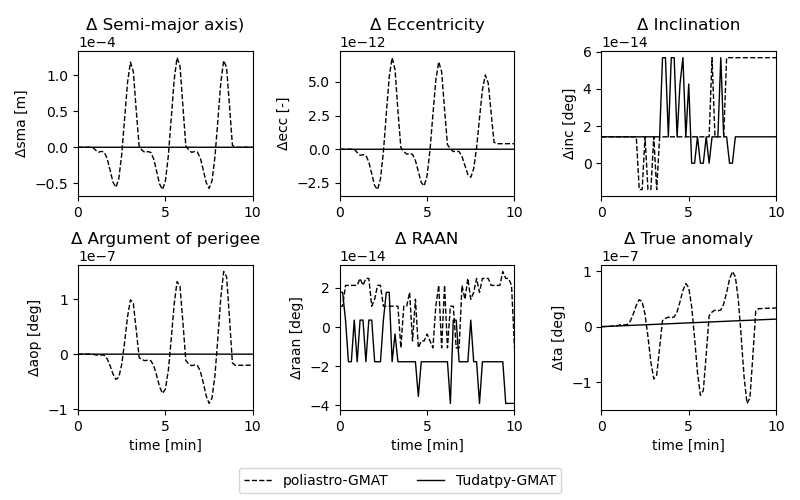 Δ Semi-major axis) Δ Eccentricity Δ Inclination
1e−4 1e−12 1e−14
Δsma [m]
1.0
0.5
0.0
−0.5
0 5 10
Δecc [-]
5.0
2.5
0.0
−2.5
0 5 10
Δinc [deg]
6
4
2
0
0 5 10
Δ Argument of perigee Δ RAAN Δ True anomaly
1e−7 1e−14 1e−7
Δaop [deg]
1
0
−1
0 5 10
time [min]
Δraan [deg]
2
0
−2
−4
0 5 10
time [min]
Δta [deg]
1
0
−1
0 5 10
time [min]
poliastro-GMAT Tudatpy-GMAT